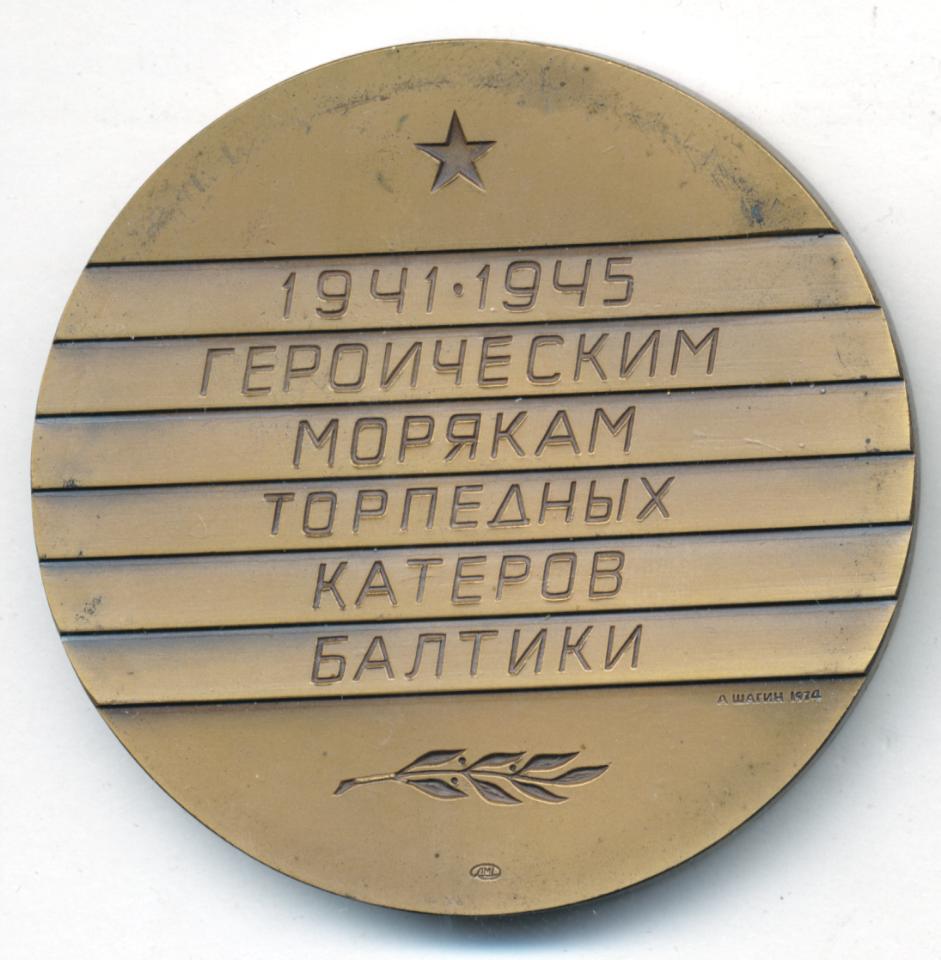 1941·1945
ГЕРОИЧЕСКИМ
МОРЯКАМ
ТОРПЕДНЫХ
КАТЕРОВ
БАЛТИКИ
А ШАГИН 1974
ЛМД